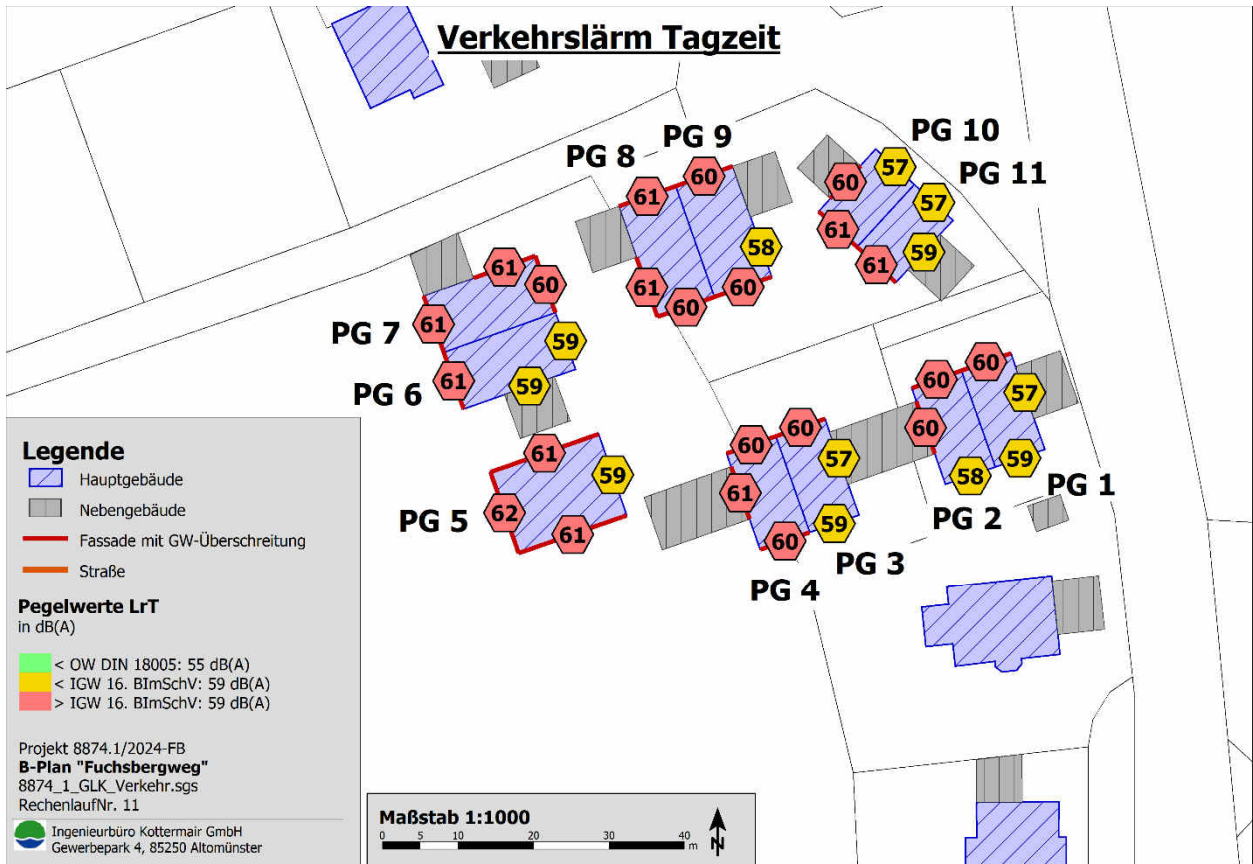 Verkehrslärm Tagzeit
PG 10
PG 9
PG 8
PG 11
57
60
60
61
57
61
58
59
61
61
61
60
61
60
60
PG 7
61
59
60
60
57
PG 6
61
59
60
60
60
61
57
59
59
58
PG 1
PG 5
62
61
61
59
PG 2
60
PG 3
PG 4
Legende
Hauptgebäude
Nebengebäude
Fassade mit GW-Überschreitung
Straße
Pegelwerte LrT
in dB(A)
< OW DIN 18005: 55 dB(A)
< IGW 16. BImSchV: 59 dB(A)
> IGW 16. BImSchV: 59 dB(A)
Projekt 8874.1/2024-FB
B-Plan "Fuchsbergweg"
8874_1_GLK_Verkehr.sgs
RechenlaufNr. 11
Ingenieurbüro Kottermair GmbH
Gewerbepark 4, 85250 Altomünster
Maßstab 1:1000
0 5 10 20 30 40
m
N